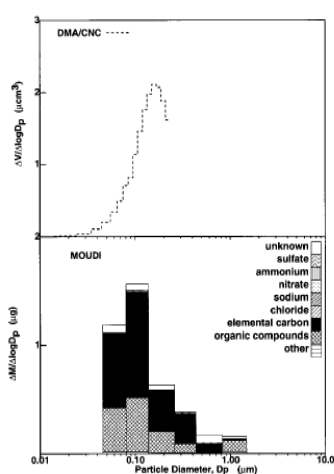 3
DMA/CNC
2
ΔV/ΔlogDp (μcm³)
1
2
MOUDI
unknown
sulfate
ammonium
nitrate
sodium
chloride
elemental carbon
organic compounds
other
ΔM/ΔlogDp (μg)
1
0.01 0.10 1.0 10.0
Particle Diameter, Dp (μm)